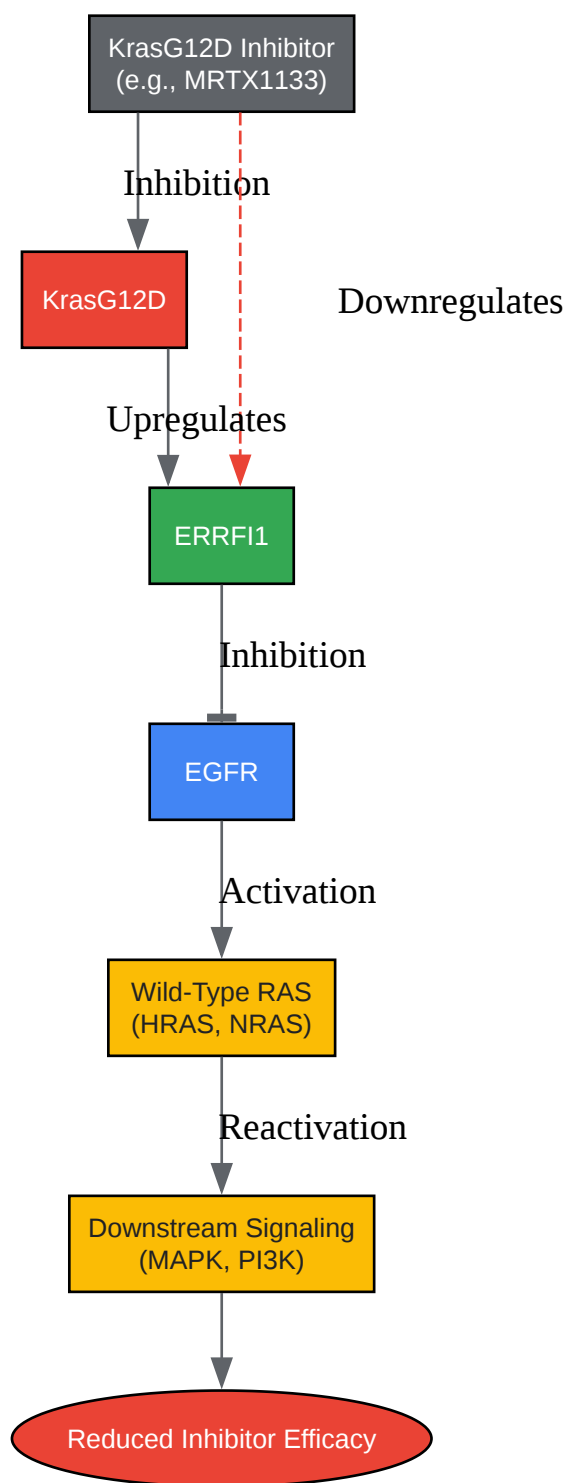 KrasG12D Inhibitor
(e.g., MRTX1133)
Inhibition
KrasG12D
Downregulates
Upregulates
ERRFI1
Inhibition
EGFR
Activation
Wild-Type RAS
(HRAS, NRAS)
Reactivation
Downstream Signaling
(MAPK, PI3K)
Reduced Inhibitor Efficacy